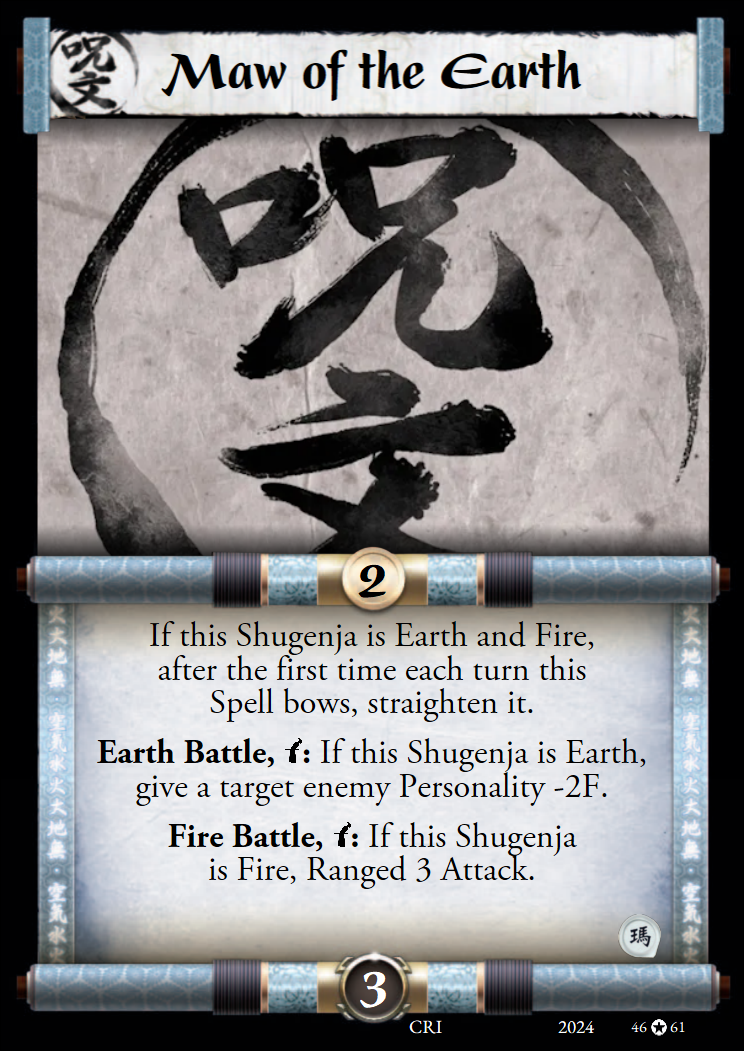 呪文
Maw of the Earth
呪
文
2
If this Shugenja is Earth and Fire,
after the first time each turn this
Spell bows, straighten it.
Earth Battle, : If this Shugenja is Earth,
give a target enemy Personality -2F.
Fire Battle, : If this Shugenja
is Fire, Ranged 3 Attack.
瑪
3
CRI 2024 46 61